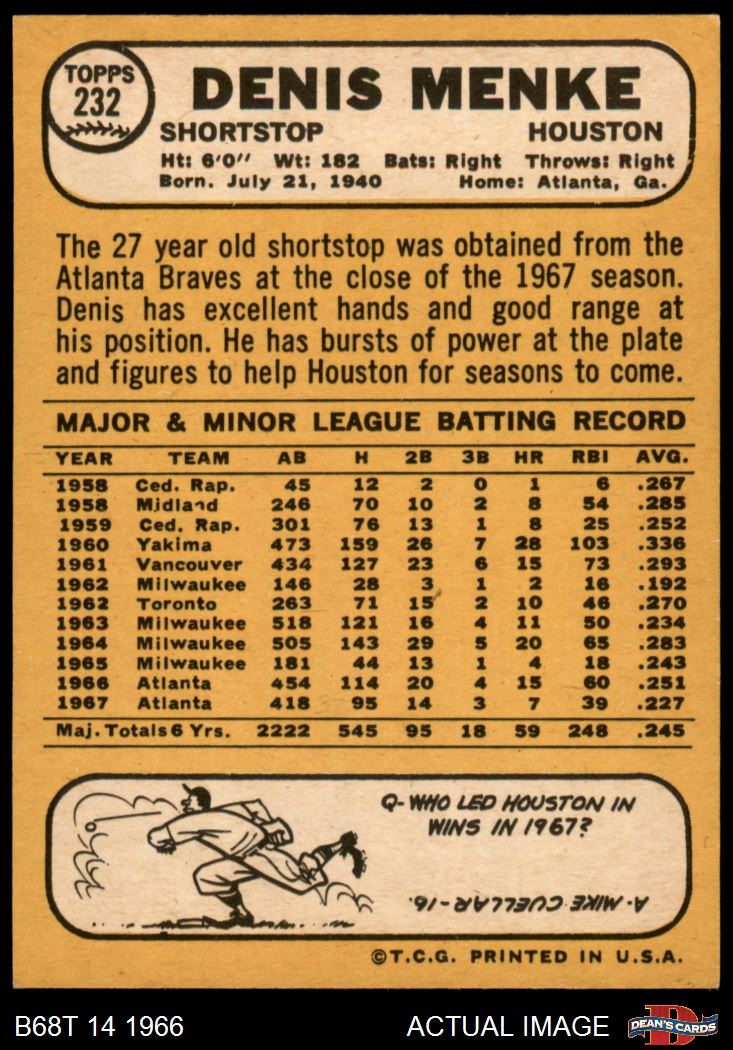 TOPPS
232
DENIS MENKE
SHORTSTOP HOUSTON
Ht: 6'0" Wt: 182 Bats: Right Throws: Right
Born. July 21, 1940 Home: Atlanta, Ga.
The 27 year old shortstop was obtained from the
Atlanta Braves at the close of the 1967 season.
Denis has excellent hands and good range at
his position. He has bursts of power at the plate
and figures to help Houston for seasons to come.
MAJOR & MINOR LEAGUE BATTING RECORD
YEAR TEAM AB H 2B 3B HR RBI AVG.
1958 Ced. Rap. 45 12 2 0 1 6 .267
1958 Midland 246 70 10 2 8 54 .285
1959 Ced. Rap. 301 76 13 1 8 25 .252
1960 Yakima 473 159 26 7 28 103 .336
1961 Vancouver 434 127 23 6 15 73 .293
1962 Milwaukee 146 28 3 1 2 16 .192
1962 Toronto 263 71 15 2 10 46 .270
1963 Milwaukee 518 121 16 4 11 50 .234
1964 Milwaukee 505 143 29 5 20 65 .283
1965 Milwaukee 181 44 13 1 4 18 .243
1966 Atlanta 454 114 20 4 15 60 .251
1967 Atlanta 418 95 14 3 7 39 .227
Maj. Totals 6 Yrs. 2222 545 95 18 59 248 .245
Q-WHO LED HOUSTON IN
WINS IN 1967?
A-MIKE CUELLAR-16.
©T.C.G. PRINTED IN U.S.A.
B68T 14 1966 ACTUAL IMAGE
D
DEAN'S CARDS